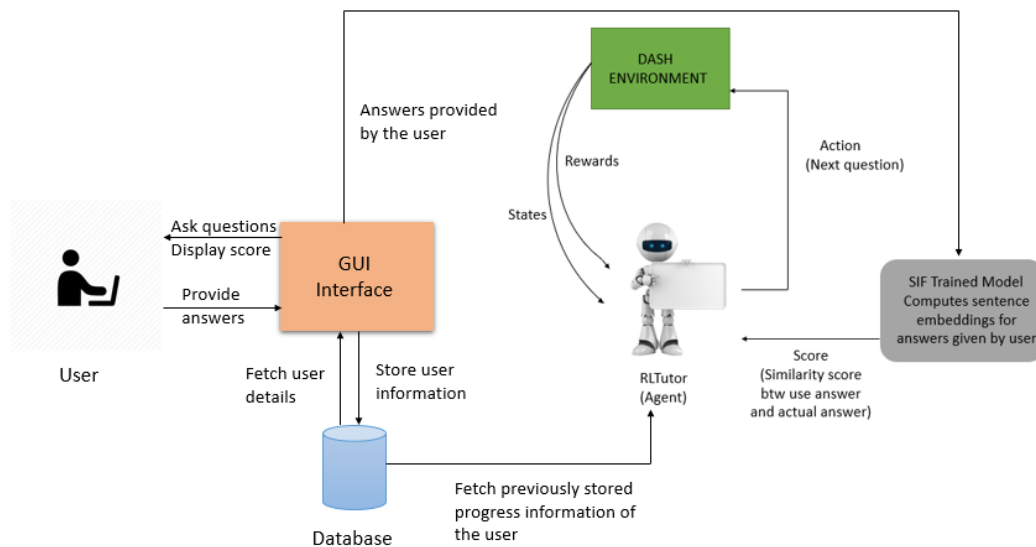 DASH
ENVIRONMENT
Answers provided
by the user
Action
(Next question)
Rewards
States
Ask questions
Display score
GUI
Interface
Provide
answers
SIF Trained Model
Computes sentence
embeddings for
answers given by user
User
Fetch user
details
Store user
information
RLTutor
(Agent)
Score
(Similarity score
btw use answer
and actual answer)
Fetch previously stored
progress information of
the user
Database